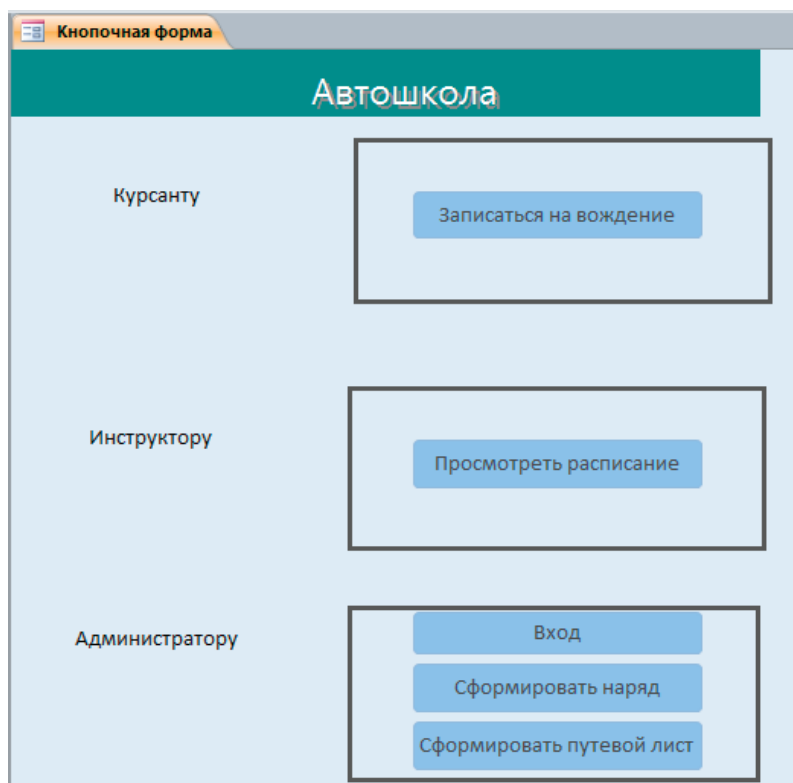 Кнопочная форма
Автошкола
Курсанту
Записаться на вождение
Инструктору
Просмотреть расписание
Администратору
Вход
Сформировать наряд
Сформировать путевой лист